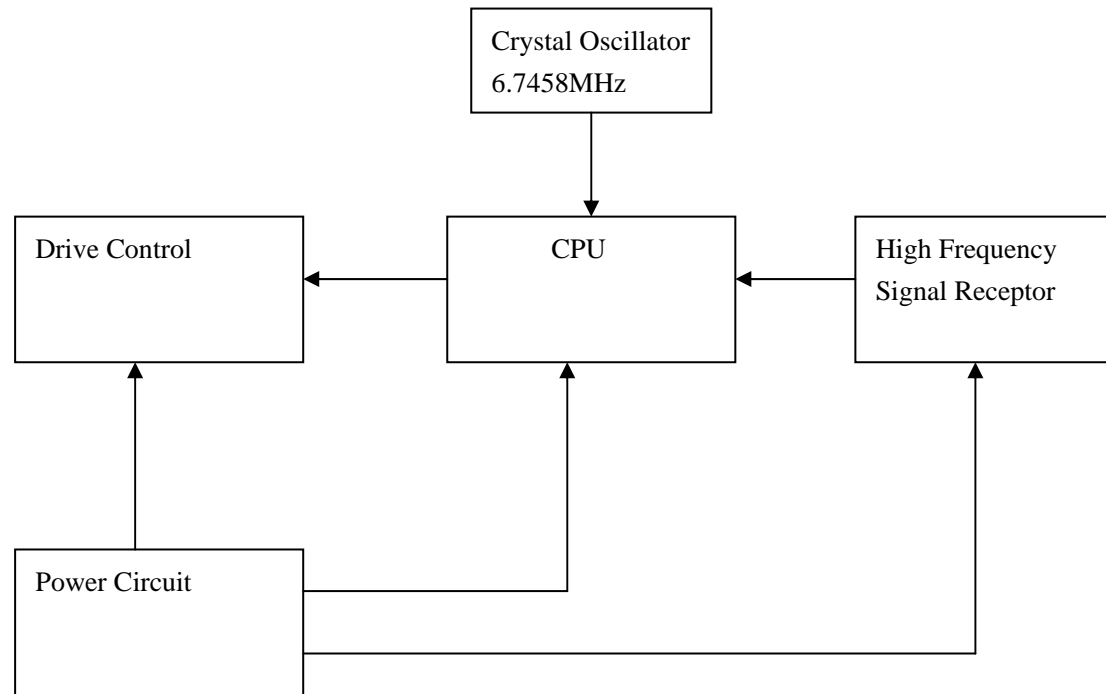 Crystal Oscillator
6.7458MHz
Drive Control
CPU
High Frequency
Signal Receptor
Power Circuit